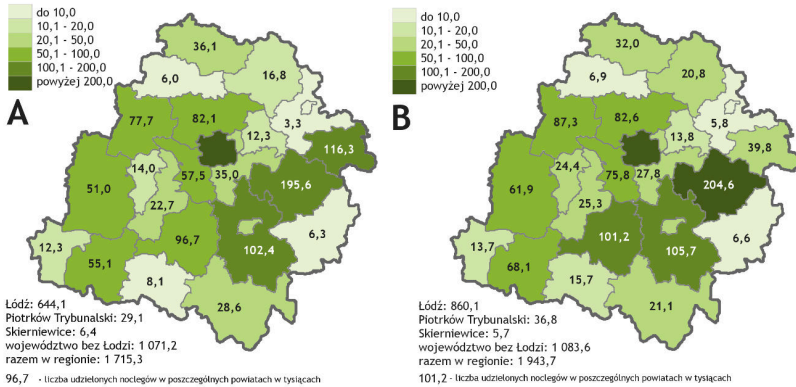 do 10,0
10,1 - 20,0
20,1 - 50,0
50,1 - 100,0
100,1 - 200,0
powyżej 200,0
A
36,1
6,0
16,8
77,7
82,1
3,3
12,3
116,3
14,0
57,5
35,0
195,6
51,0
22,7
96,7
102,4
6,3
12,3
55,1
8,1
28,6
Łódź: 644,1
Piotrków Trybunalski: 29,1
Skierniewice: 6,4
województwo bez Łodzi: 1 071,2
razem w regionie: 1 715,3
96,7 - liczba udzielonych noclegów w poszczególnych powiatach w tysiącach
do 10,0
10,1 - 20,0
20,1 - 50,0
50,1 - 100,0
100,1 - 200,0
powyżej 200,0
B
32,0
6,9
20,8
87,3
82,6
5,8
13,8
39,8
24,4
75,8
27,8
204,6
61,9
25,3
101,2
105,7
6,6
13,7
68,1
15,7
21,1
Łódź: 860,1
Piotrków Trybunalski: 36,8
Skierniewice: 5,7
województwo bez Łodzi: 1 083,6
razem w regionie: 1 943,7
101,2 - liczba udzielonych noclegów w poszczególnych powiatach w tysiącach